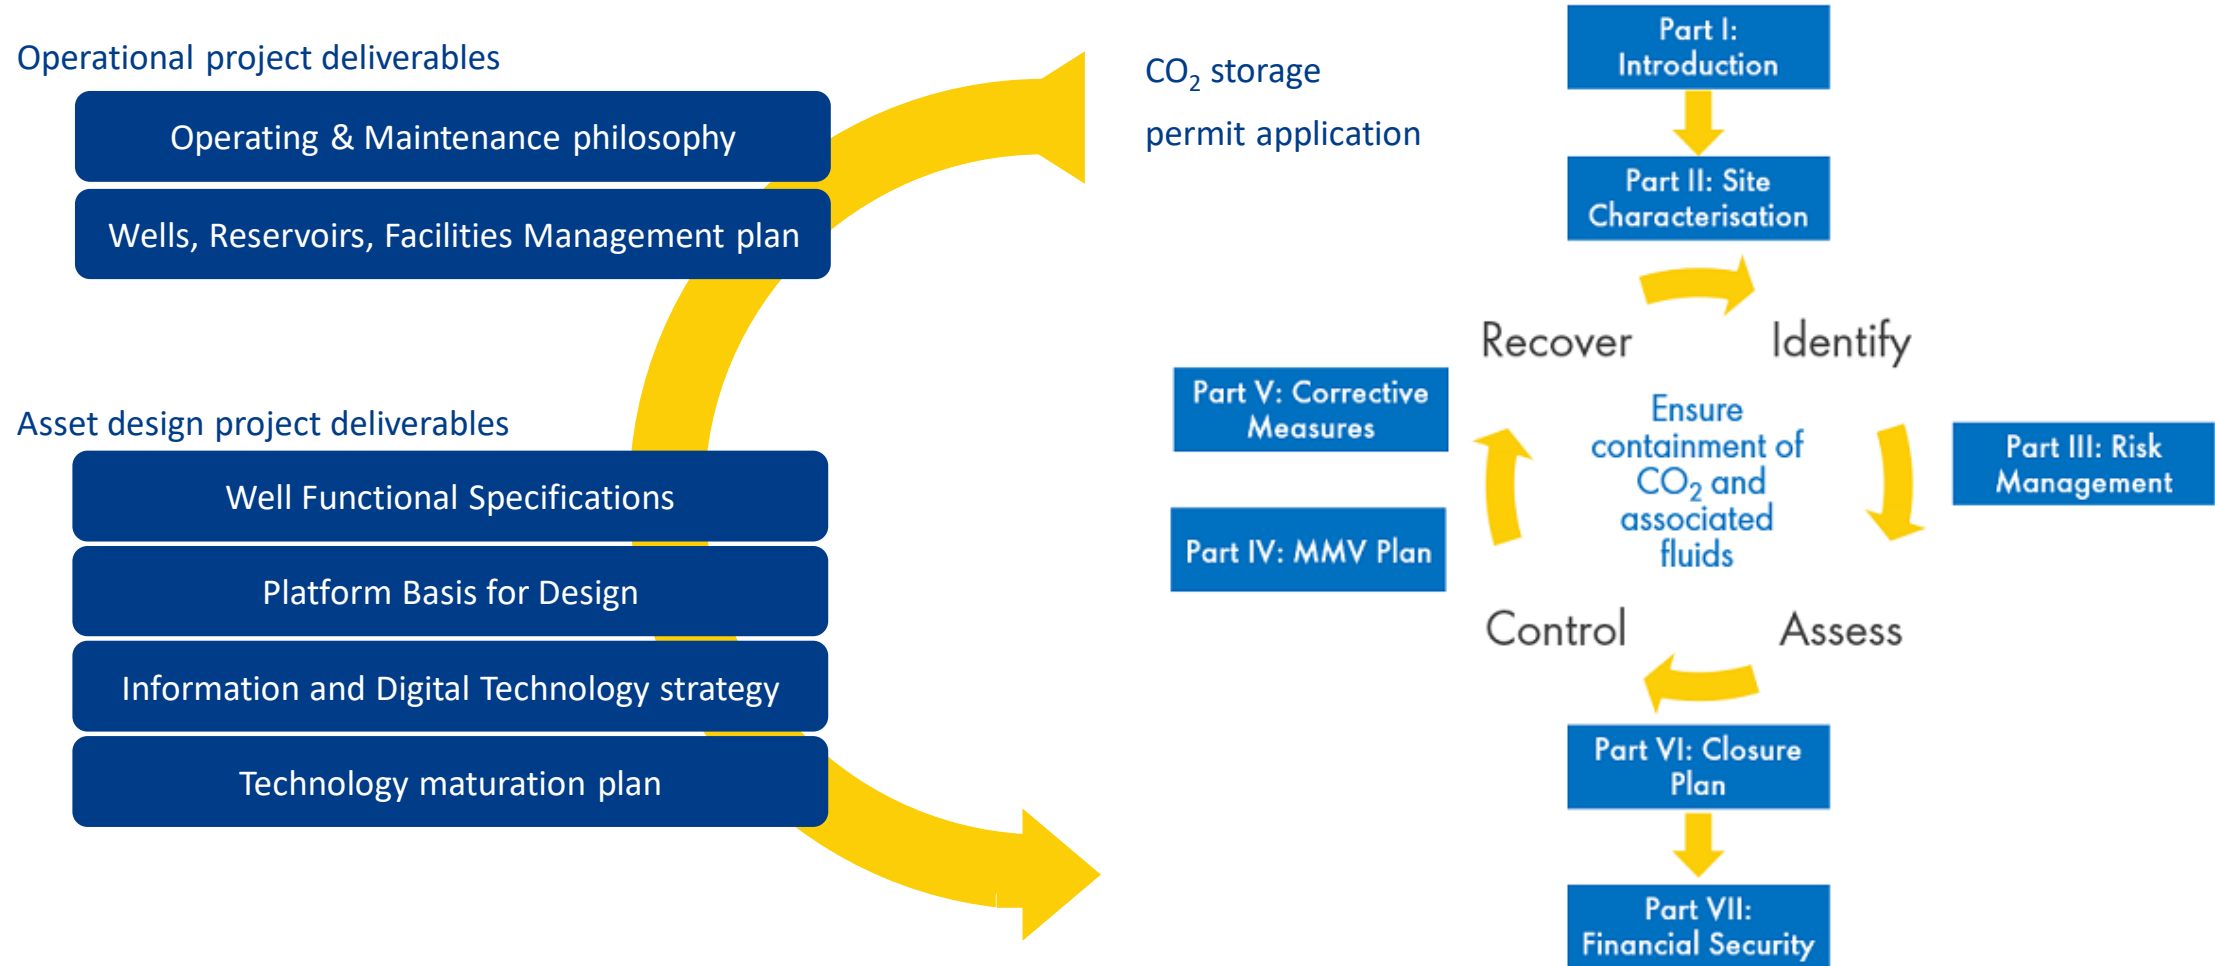 Operational project deliverables
Operating & Maintenance philosophy
Wells, Reservoirs, Facilities Management plan
Asset design project deliverables
Well Functional Specifications
Platform Basis for Design
Information and Digital Technology strategy
Technology maturation plan
CO₂ storage
permit application
Part I:
Introduction
Part II: Site
Characterisation
Recover
Identify
Part V: Corrective
Measures
Part IV: MMV Plan
Ensure
containment of
CO₂ and
associated
fluids
Part III: Risk
Management
Control
Assess
Part VI: Closure
Plan
Part VII:
Financial Security